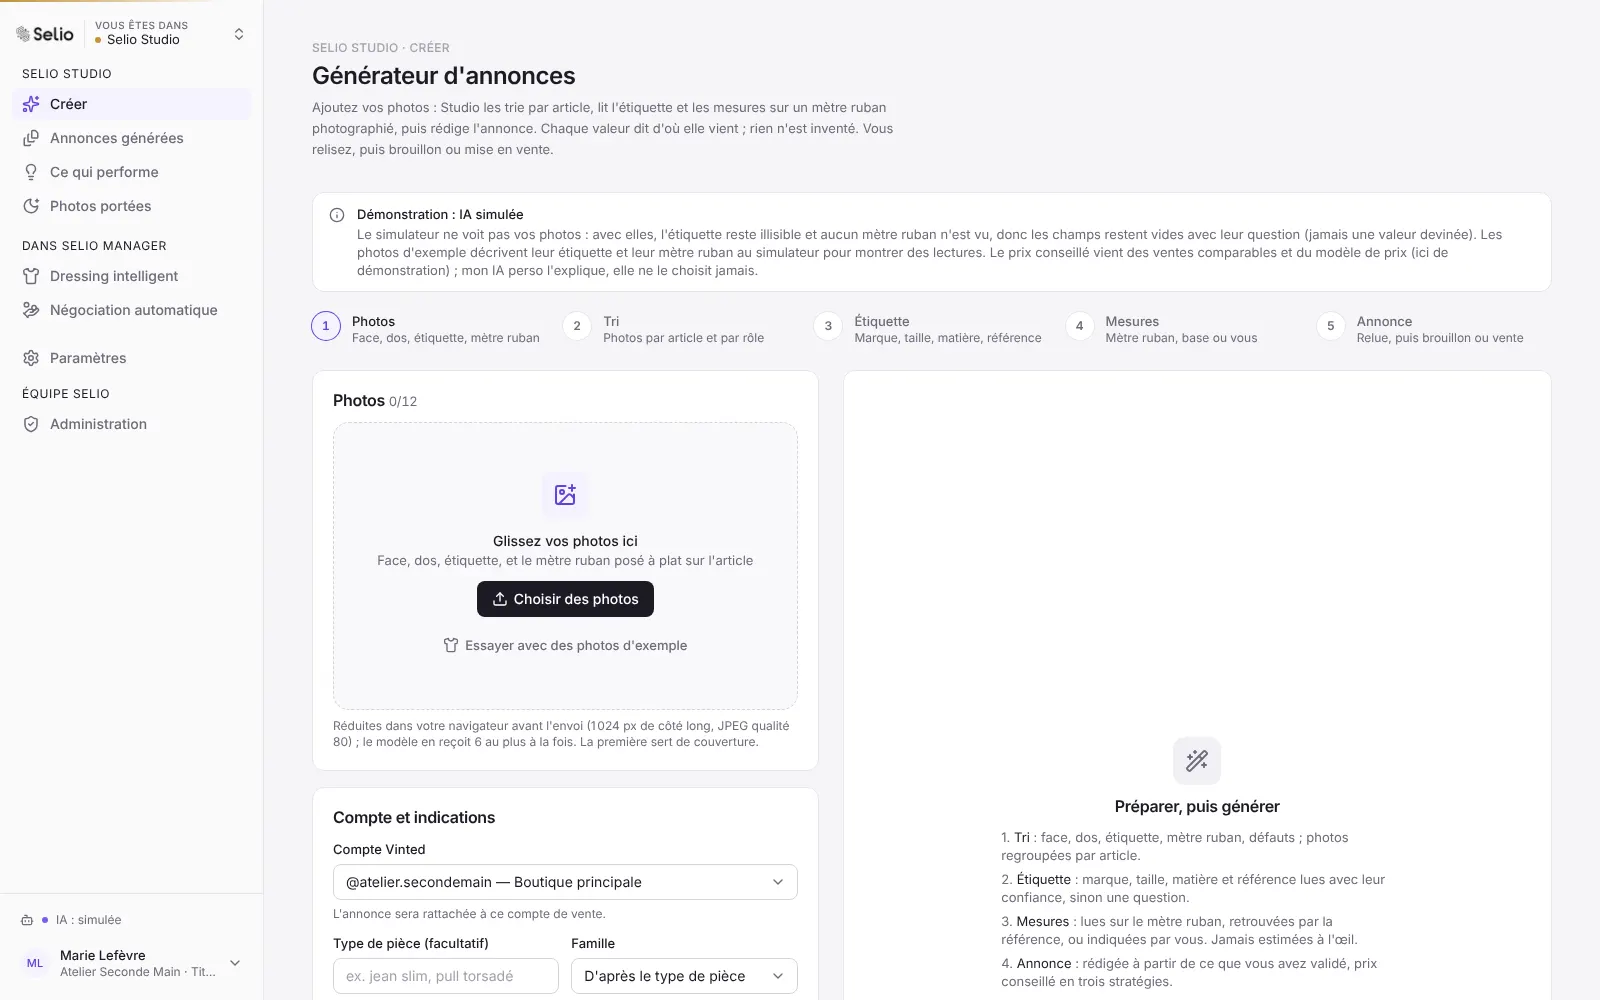 Selio
VOUS ÊTES DANS
Selio Studio
SELIO STUDIO
Créer
Annonces générées
Ce qui performe
Photos portées
DANS SELIO MANAGER
Dressing intelligent
Négociation automatique
Paramètres
ÉQUIPE SELIO
Administration
IA : simulée
ML
Marie Lefèvre
Atelier Seconde Main · Tit...
SELIO STUDIO · CRÉER
Générateur d'annonces
Ajoutez vos photos : Studio les trie par article, lit l'étiquette et les mesures sur un mètre ruban
photographié, puis rédige l'annonce. Chaque valeur dit d'où elle vient ; rien n'est inventé. Vous
relisez, puis brouillon ou mise en vente.
Démonstration : IA simulée
Le simulateur ne voit pas vos photos : avec elles, l'étiquette reste illisible et aucun mètre ruban n'est vu, donc les champs restent vides avec leur question (jamais une valeur devinée). Les
photos d'exemple décrivent leur étiquette et leur mètre ruban au simulateur pour montrer des lectures. Le prix conseillé vient des ventes comparables et du modèle de prix (ici de
démonstration) ; mon IA perso l'explique, elle ne le choisit jamais.
1
Photos
Face, dos, étiquette, mètre ruban
2
Tri
Photos par article et par rôle
3
Étiquette
Marque, taille, matière, référence
4
Mesures
Mètre ruban, base ou vous
5
Annonce
Relue, puis brouillon ou vente
Photos 0/12
Glissez vos photos ici
Face, dos, étiquette, et le mètre ruban posé à plat sur l'article
Choisir des photos
Essayer avec des photos d'exemple
Réduites dans votre navigateur avant l'envoi (1024 px de côté long, JPEG qualité
80) ; le modèle en reçoit 6 au plus à la fois. La première sert de couverture.
Compte et indications
Compte Vinted
@atelier.secondemain — Boutique principale
L'annonce sera rattachée à ce compte de vente.
Type de pièce (facultatif)
Famille
ex. jean slim, pull torsadé
D'après le type de pièce
Préparer, puis générer
1. Tri : face, dos, étiquette, mètre ruban, défauts ; photos
regroupées par article.
2. Étiquette : marque, taille, matière et référence lues avec leur
confiance, sinon une question.
3. Mesures : lues sur le mètre ruban, retrouvées par la
référence, ou indiquées par vous. Jamais estimées à l'œil.
4. Annonce : rédigée à partir de ce que vous avez validé, prix
conseillé en trois stratégies.